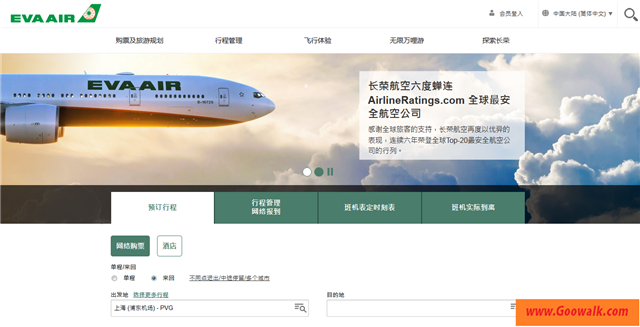 EVA AIR
会员登入
中国大陆 (简体中文)
购票及旅游规划
行程管理
飞行体验
无限万哩游
探索长荣
EVA AIR
长荣航空六度蝉连
AirlineRatings.com 全球最安
全航空公司
感谢全球旅客的支持，长荣航空再度以优异的
表现，连续六年荣登全球Top-20最安全航空公
司的行列。
预订行程
行程管理
网络报到
班机表定时刻表
班机实际到离
网络购票
酒店
单程/来回
单程
来回
不同点进出/中途停留/多个城市
出发地
选择更多行程
目的地
上海 (浦东机场) - PVG
www.Goowalk.com